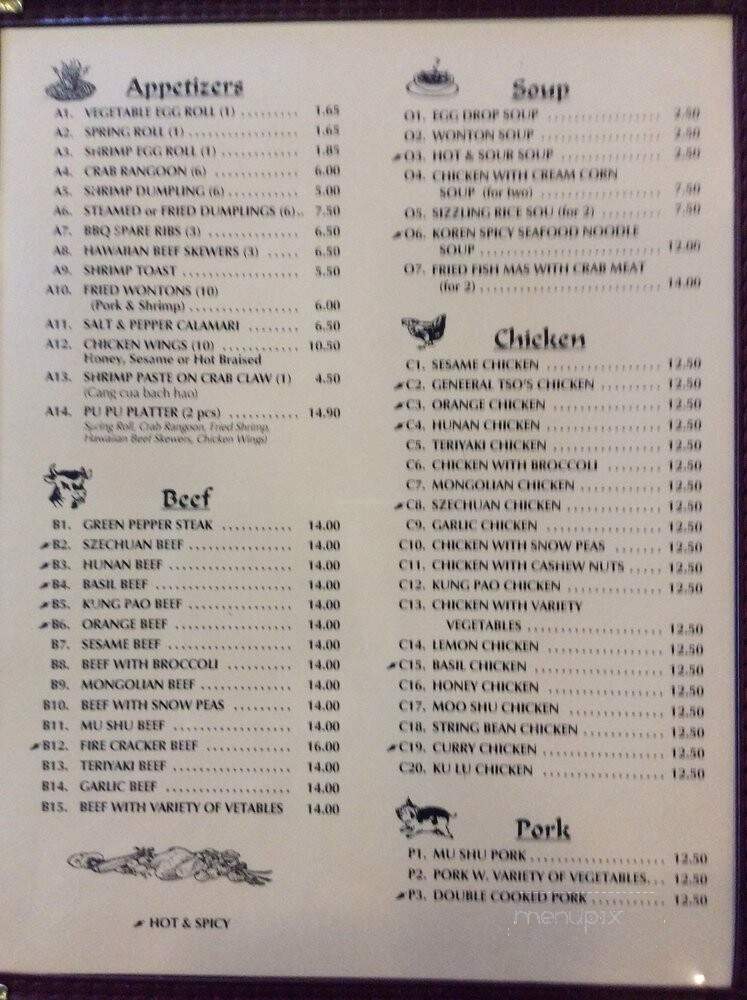 Appetizers
A1. VEGETABLE EGG ROLL (1) ......... 1.65
A2. SPRING ROLL (1) .................. 1.65
A3. SHRIMP EGG ROLL (1) ............ 1.85
A4. CRAB RANGOON (6) .............. 6.00
A5. SHRIMP DUMPLING (6) ........... 5.00
A6. STEAMED or FRIED DUMPLINGS (6).. 7.50
A7. BBQ SPARE RIBS (3) ............... 6.50
A8. HAWAIIAN BEEF SKEWERS (3) ..... 6.50
A9. SHRIMP TOAST ................... 5.50
A10. FRIED WONTONS (10)
(Pork & Shrimp) .................. 6.00
A11. SALT & PEPPER CALAMARI ........ 6.50
A12. CHICKEN WINGS (10) ............ 10.50
Honey, Sesame or Hot Braised
A13. SHRIMP PASTE ON CRAB CLAW (1) 4.50
(Cang cua bach hao)
A14. PU PU PLATTER (2 pcs) ........... 14.90
Spring Roll, Crab Rangoon, Fried Shrimp,
Hawaiian Beef Skewers, Chicken Wings)
Beef
B1. GREEN PEPPER STEAK ........... 14.00
B2. SZECHUAN BEEF ................ 14.00
B3. HUNAN BEEF ................... 14.00
B4. BASIL BEEF ..................... 14.00
B5. KUNG PAO BEEF ................ 14.00
B6. ORANGE BEEF .................. 14.00
B7. SESAME BEEF ................... 14.00
B8. BEEF WITH BROCCOLI .......... 14.00
B9. MONGOLIAN BEEF .............. 14.00
B10. BEEF WITH SNOW PEAS ......... 14.00
B11. MU SHU BEEF .................. 14.00
B12. FIRE CRACKER BEEF ............. 16.00
B13. TERIYAKI BEEF .................. 14.00
B14. GARLIC BEEF .................... 14.00
B15. BEEF WITH VARIETY OF VETABLES 14.00
HOT & SPICY
Soup
O1. EGG DROP SOUP .................. 2.50
O2. WONTON SOUP .................. 2.50
O3. HOT & SOUR SOUP ............... 2.50
O4. CHICKEN WITH CREAM CORN
SOUP (for two) .................... 7.50
O5. SIZZLING RICE SOU (for 2) ......... 7.50
O6. KOREN SPICY SEAFOOD NOODLE
SOUP ............................ 12.00
O7. FRIED FISH MAS WITH CRAB MEAT
(for 2) ............................ 14.00
Chicken
C1. SESAME CHICKEN ................. 12.50
C2. GENEERAL TSO'S CHICKEN ......... 12.50
C3. ORANGE CHICKEN ................ 12.50
C4. HUNAN CHICKEN ................. 12.50
C5. TERIYAKI CHICKEN ................ 12.50
C6. CHICKEN WITH BROCCOLI ........ 12.50
C7. MONGOLIAN CHICKEN ............ 12.50
C8. SZECHUAN CHICKEN .............. 12.50
C9. GARLIC CHICKEN ................. 12.50
C10. CHICKEN WITH SNOW PEAS ....... 12.50
C11. CHICKEN WITH CASHEW NUTS ..... 12.50
C12. KUNG PAO CHICKEN .............. 12.50
C13. CHICKEN WITH VARIETY
VEGETABLES ..................... 12.50
C14. LEMON CHICKEN ................. 12.50
C15. BASIL CHICKEN ................... 12.50
C16. HONEY CHICKEN ................. 12.50
C17. MOO SHU CHICKEN .............. 12.50
C18. STRING BEAN CHICKEN ........... 12.50
C19. CURRY CHICKEN ................. 12.50
C20. KU LU CHICKEN .................. 12.50
Pork
P1. MU SHU PORK .................... 12.50
P2. PORK W. VARIETY OF VEGETABLES... 12.50
P3. DOUBLE COOKED PORK ........... 12.50
menupix